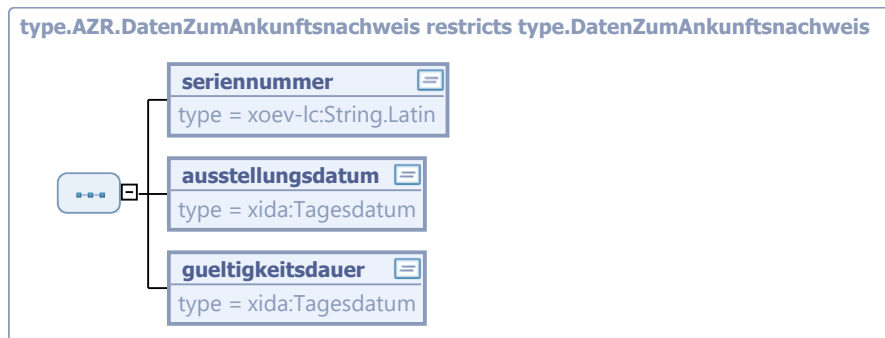 type.AZR.DatenZumAnkunftsnachweis restricts type.DatenZumAnkunftsnachweis
seriennummer
type = xoev-lc:String.Latin
ausstellungsdatum
type = xida:Tagesdatum
gueltigkeitsdauer
type = xida:Tagesdatum